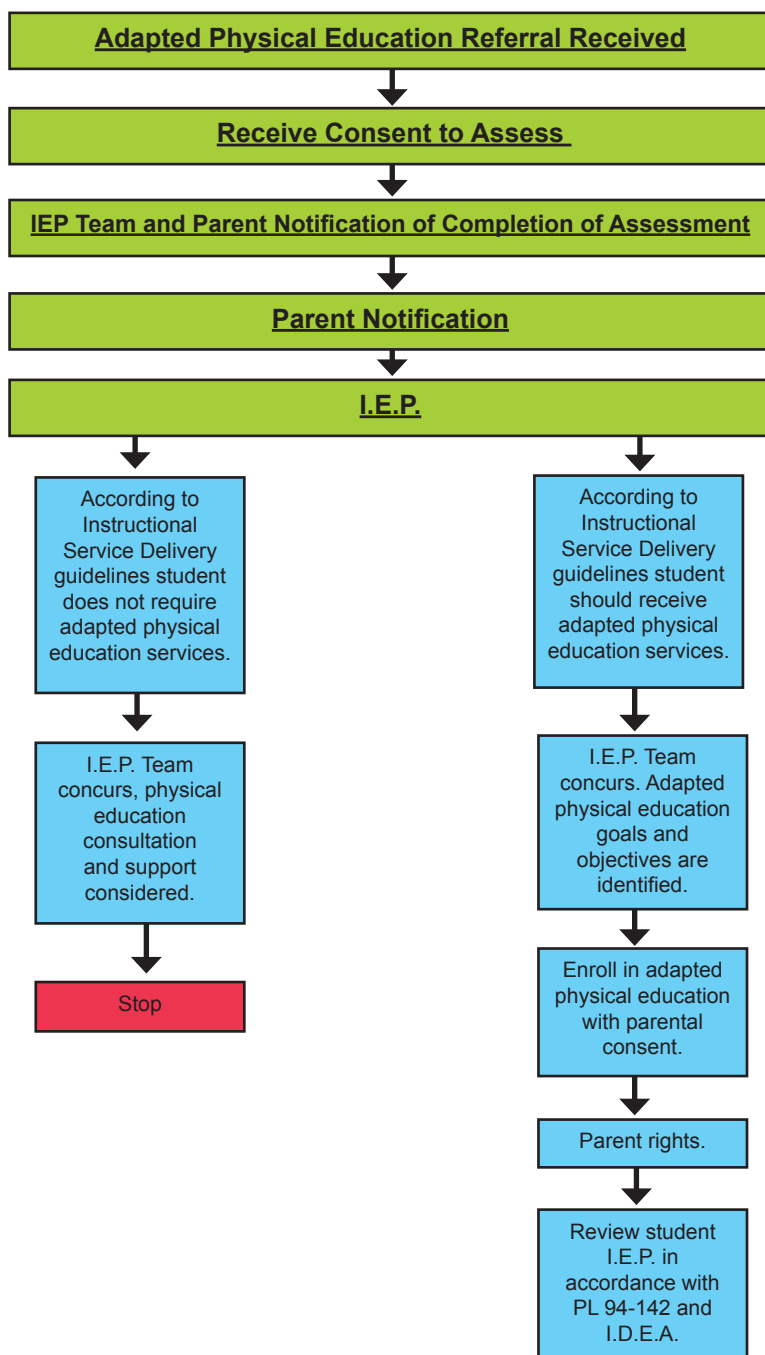 Adapted Physical Education Referral Received
Receive Consent to Assess
IEP Team and Parent Notification of Completion of Assessment
Parent Notification
I.E.P.
According to
Instructional
Service Delivery
guidelines student
does not require
adapted physical
education services.
I.E.P. Team
concurs, physical
education
consultation
and support
considered.
Stop
According to
Instructional
Service Delivery
guidelines student
should receive
adapted physical
education services.
I.E.P. Team
concurs. Adapted
physical education
goals and
objectives are
identified.
Enroll in adapted
physical education
with parental
consent.
Parent rights.
Review student
I.E.P. in
accordance with
PL 94-142 and
I.D.E.A.